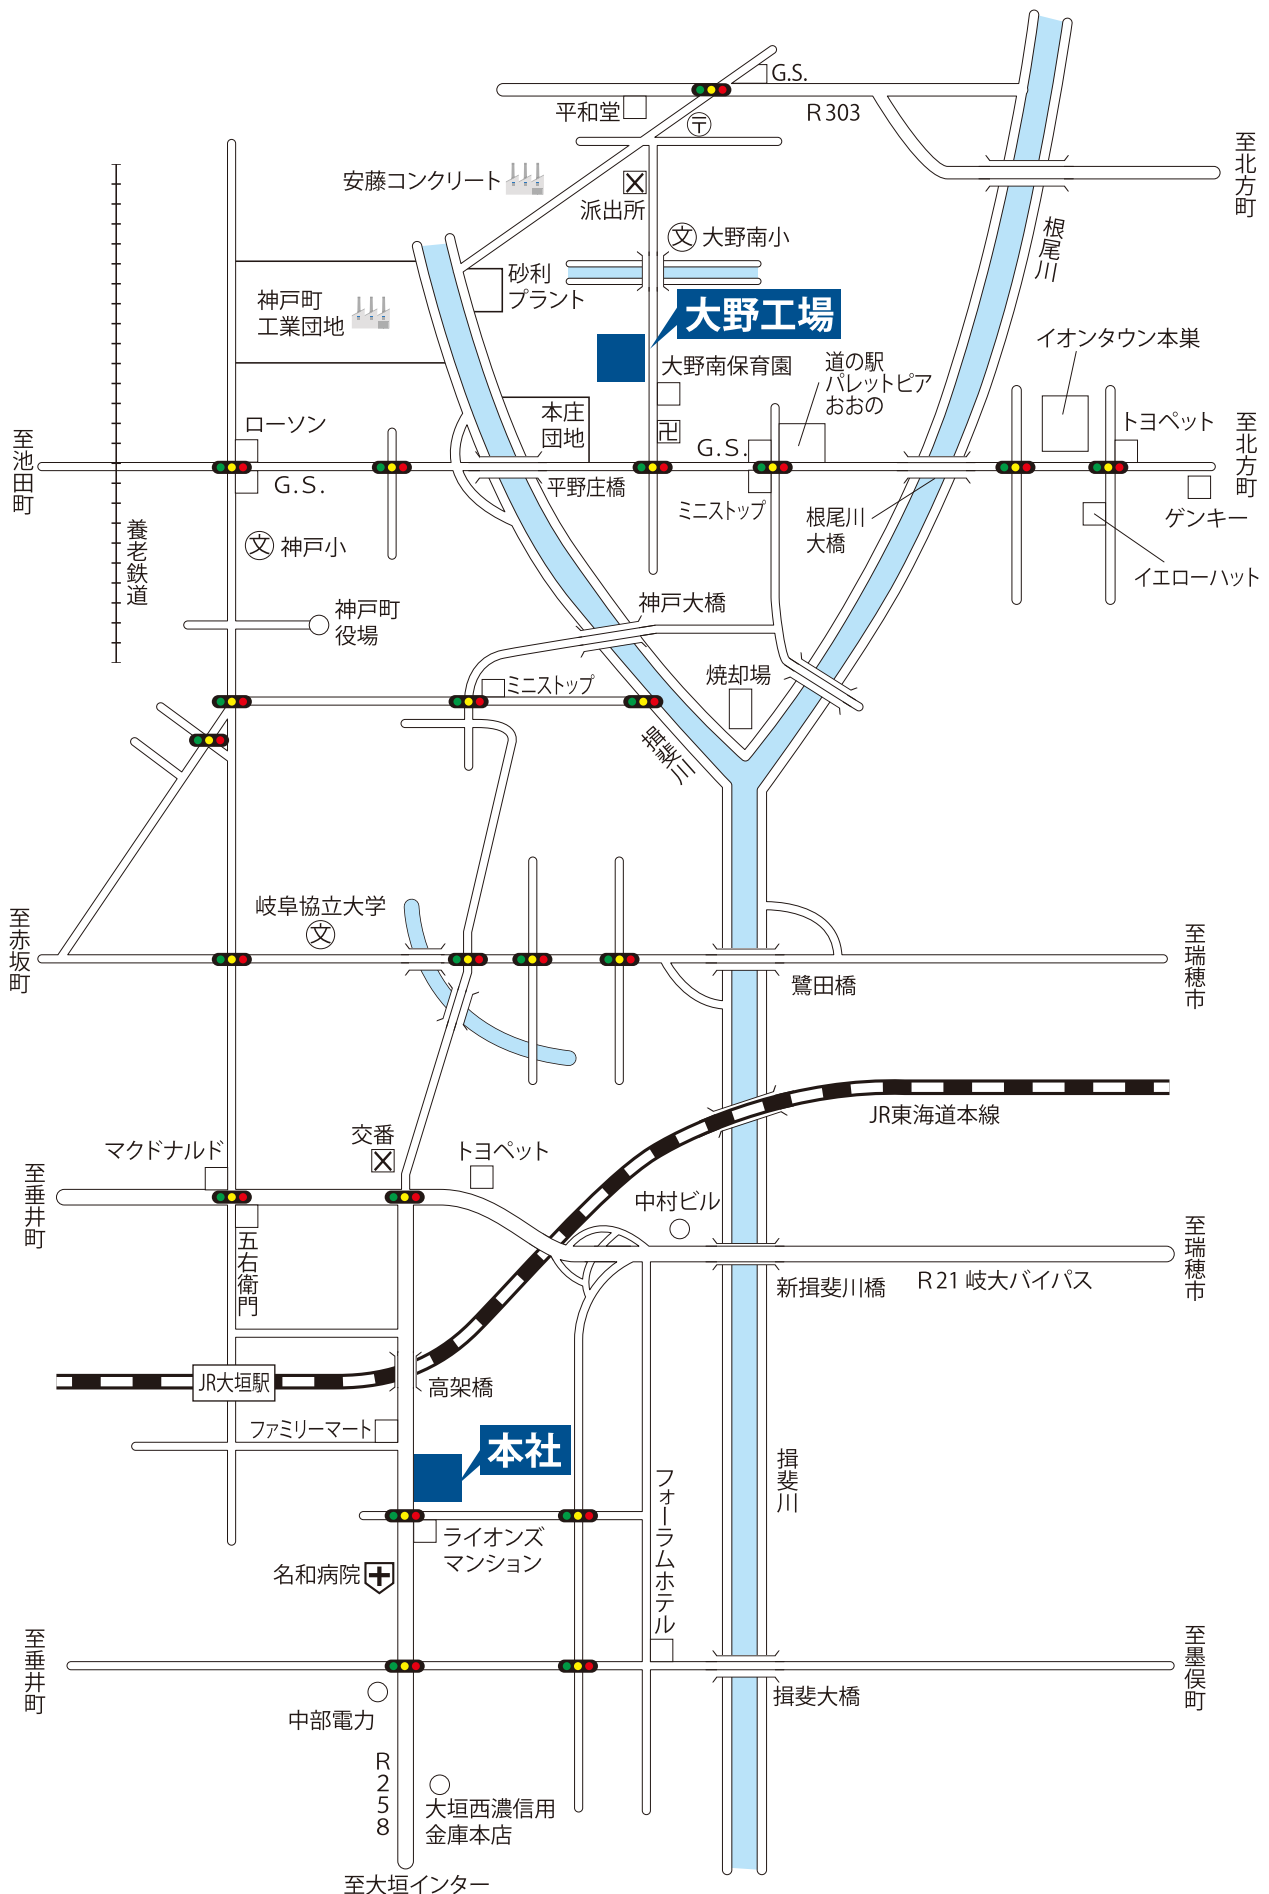 G.S.
平和堂
R303
〒
至北方町
安藤コンクリート
派出所
文
大野南小
根尾川
砂利
プラント
神戸町
工業団地
大野工場
イオンタウン本巣
大野南保育園
道の駅
パレットピア
おおの
本庄
団地
卍
ローソン
トヨペット
至池田町
至北方町
G.S.
G.S.
平野庄橋
ミニストップ
根尾川
大橋
ゲンキー
養老鉄道
文
神戸小
イエローハット
神戸町
役場
神戸大橋
焼却場
ミニストップ
揖斐川
岐阜協立大学
文
至赤坂町
至瑞穂市
鷺田橋
JR東海道本線
交番
マクドナルド
トヨペット
至垂井町
中村ビル
至瑞穂市
五右衛門
新揖斐川橋
R21 岐大バイパス
JR大垣駅
高架橋
ファミリーマート
本社
揖斐川
フォーラムホテル
ライオンズ
マンション
名和病院
至垂井町
至墨俣町
揖斐大橋
中部電力
R258
大垣西濃信用
金庫本店
至大垣インター